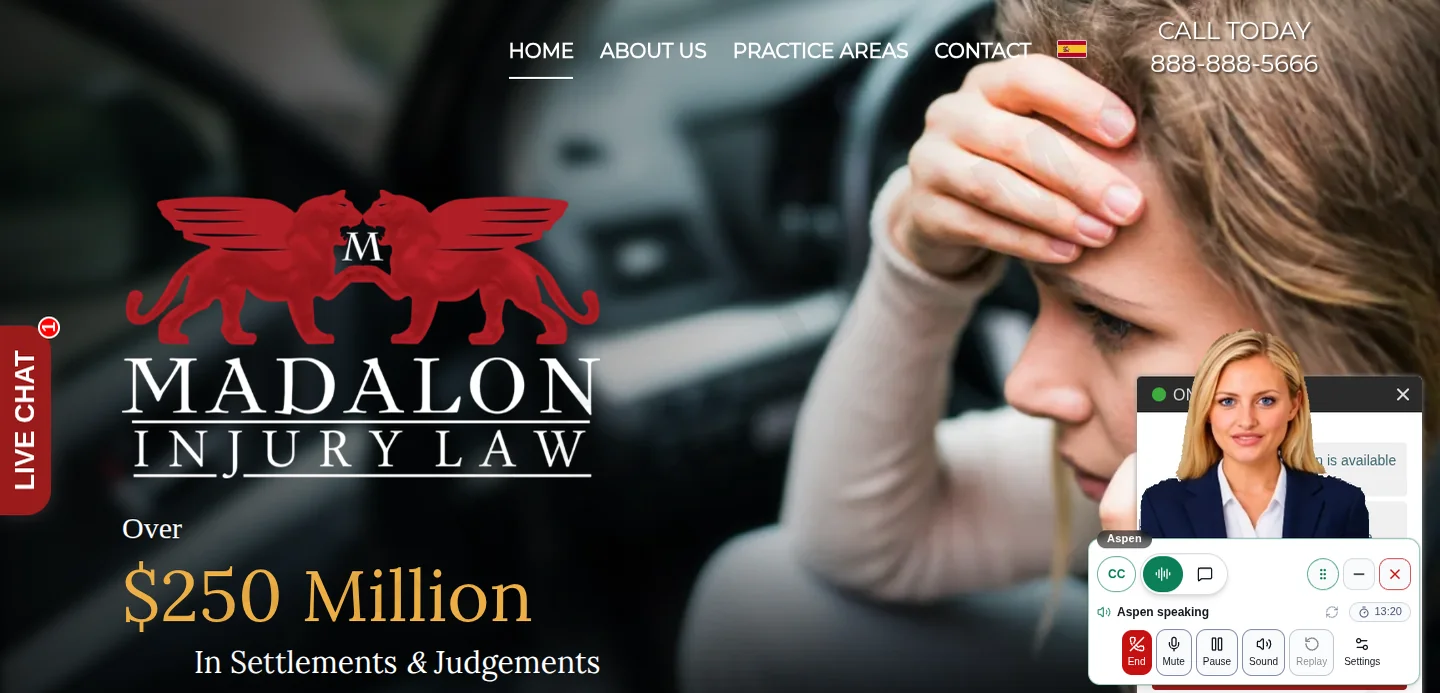 HOME ABOUT US PRACTICE AREAS CONTACT
CALL TODAY
888-888-5666
M
MADALON
INJURY LAW
Over
$250 Million
In Settlements & Judgements
LIVE CHAT
1
is available
Aspen
CC
Aspen speaking
13:20
End Mute Pause Sound Replay Settings